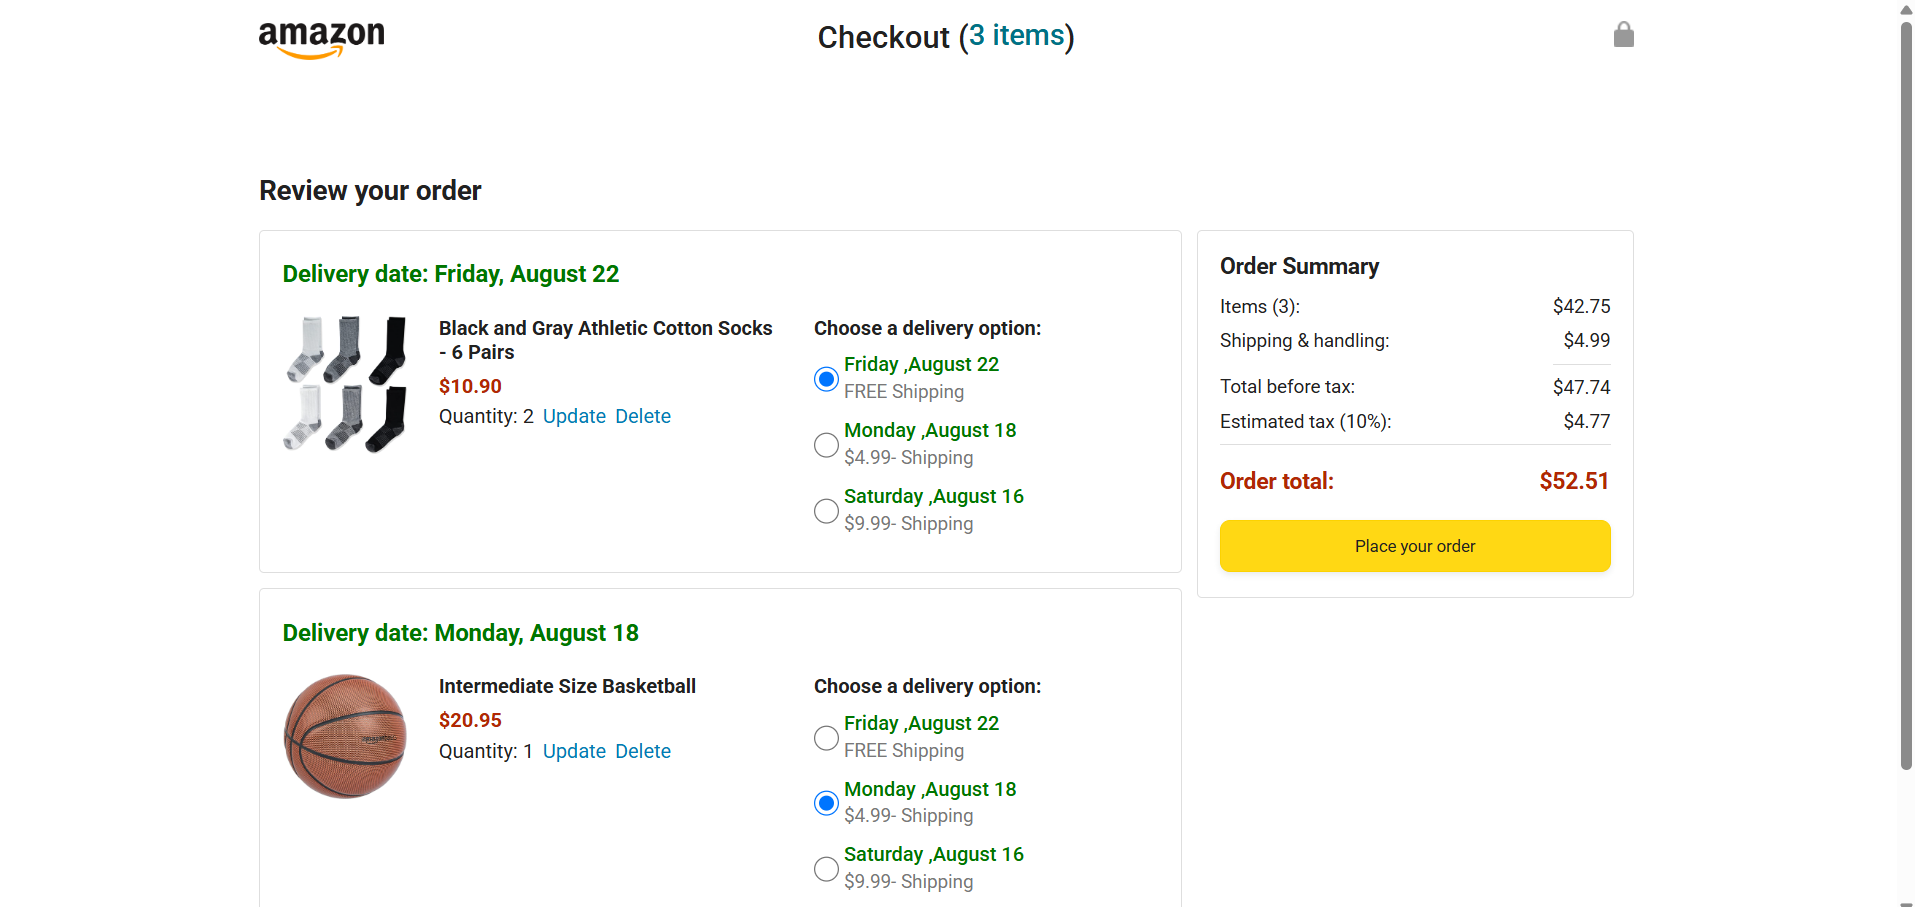 amazon
Checkout (3 items)
Review your order
Delivery date: Friday, August 22
Black and Gray Athletic Cotton Socks
- 6 Pairs
$10.90
Quantity: 2 Update Delete
Choose a delivery option:
Friday ,August 22
FREE Shipping
Monday ,August 18
$4.99- Shipping
Saturday ,August 16
$9.99- Shipping
Order Summary
Items (3): $42.75
Shipping & handling: $4.99
Total before tax: $47.74
Estimated tax (10%): $4.77
Order total: $52.51
Place your order
Delivery date: Monday, August 18
Intermediate Size Basketball
$20.95
Quantity: 1 Update Delete
Choose a delivery option:
Friday ,August 22
FREE Shipping
Monday ,August 18
$4.99- Shipping
Saturday ,August 16
$9.99- Shipping